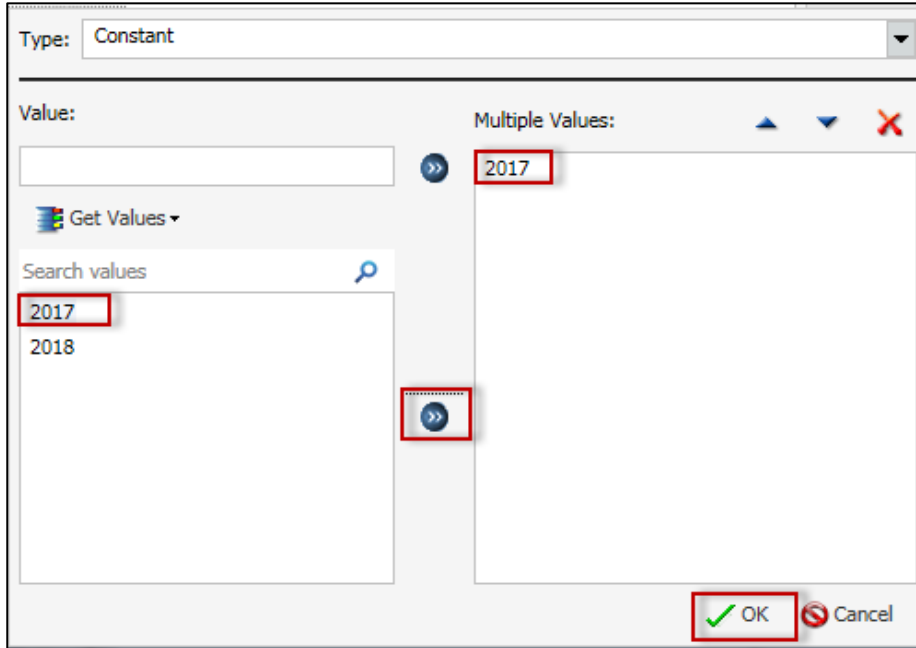 Type: Constant
Value:
Multiple Values:
2017
Get Values
Search values
2017
2018
OK Cancel